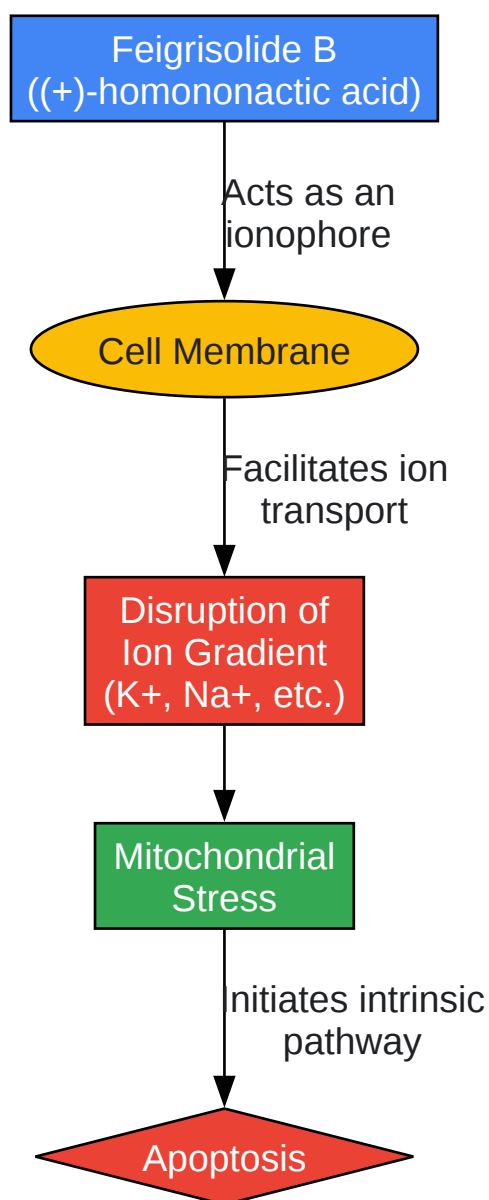 Feigrisolide B
((+)-homononactic acid)
Acts as an
ionophore
Cell Membrane
Facilitates ion
transport
Disruption of
Ion Gradient
(K+, Na+, etc.)
Mitochondrial
Stress
Initiates intrinsic
pathway
Apoptosis